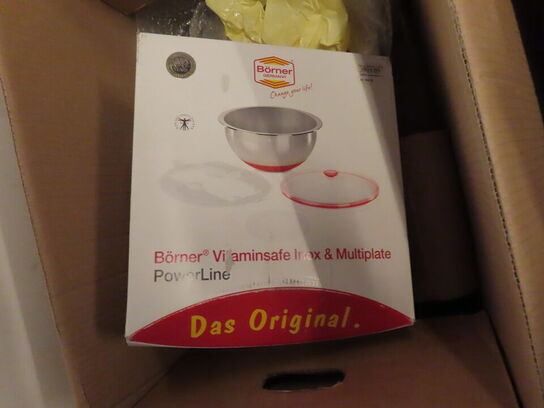 Börner
GERMANY
Change your life!
Börner® Vitaminsafe Inox & Multiplate
PowerLine
Das Original.